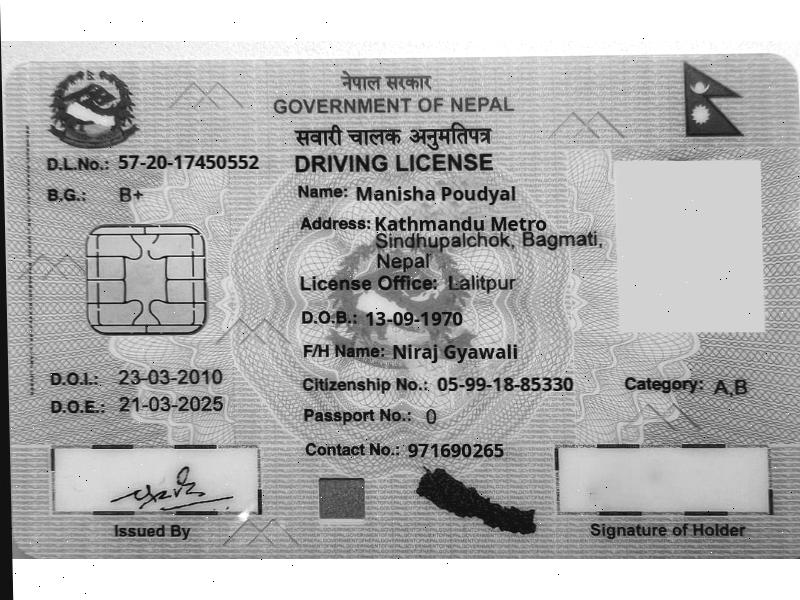 नेपाल सरकार
GOVERNMENT OF NEPAL
सवारी चालक अनुमतिपत्र
DRIVING LICENSE
D.L.No.: 57-20-17450552
B.G.: B+
Name: Manisha Poudyal
Address: Kathmandu Metro
Sindhupalchok, Bagmati,
Nepal
License Office: Lalitpur
D.O.B.: 13-09-1970
F/H Name: Niraj Gyawali
D.O.I.: 23-03-2010
Citizenship No.: 05-99-18-85330
Category: A,B
D.O.E.: 21-03-2025
Passport No.: 0
Contact No.: 971690265
Issued By
Signature of Holder